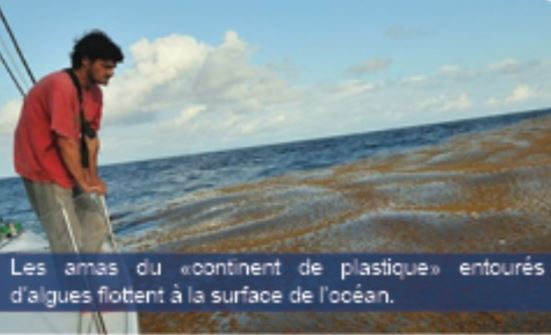 Les amas du «continent de plastique» entourés
d'algues flottent à la surface de l'océan.